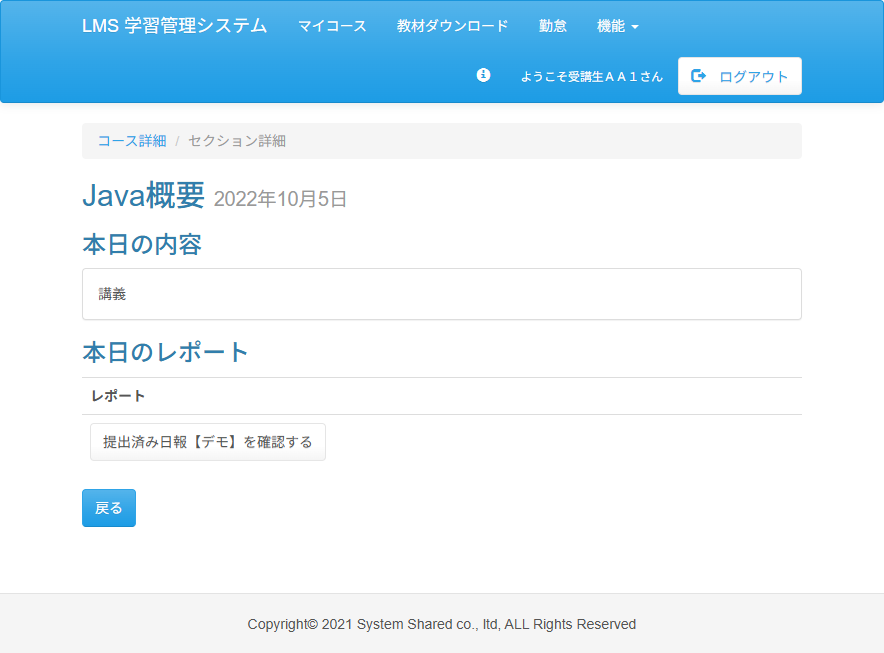 LMS 学習管理システム マイコース 教材ダウンロード 勤怠 機能
ようこそ受講生ＡＡ１さん ログアウト
コース詳細 / セクション詳細
Java概要 2022年10月5日
本日の内容
講義
本日のレポート
レポート
提出済み日報【デモ】を確認する
戻る
Copyright© 2021 System Shared co., ltd, ALL Rights Reserved